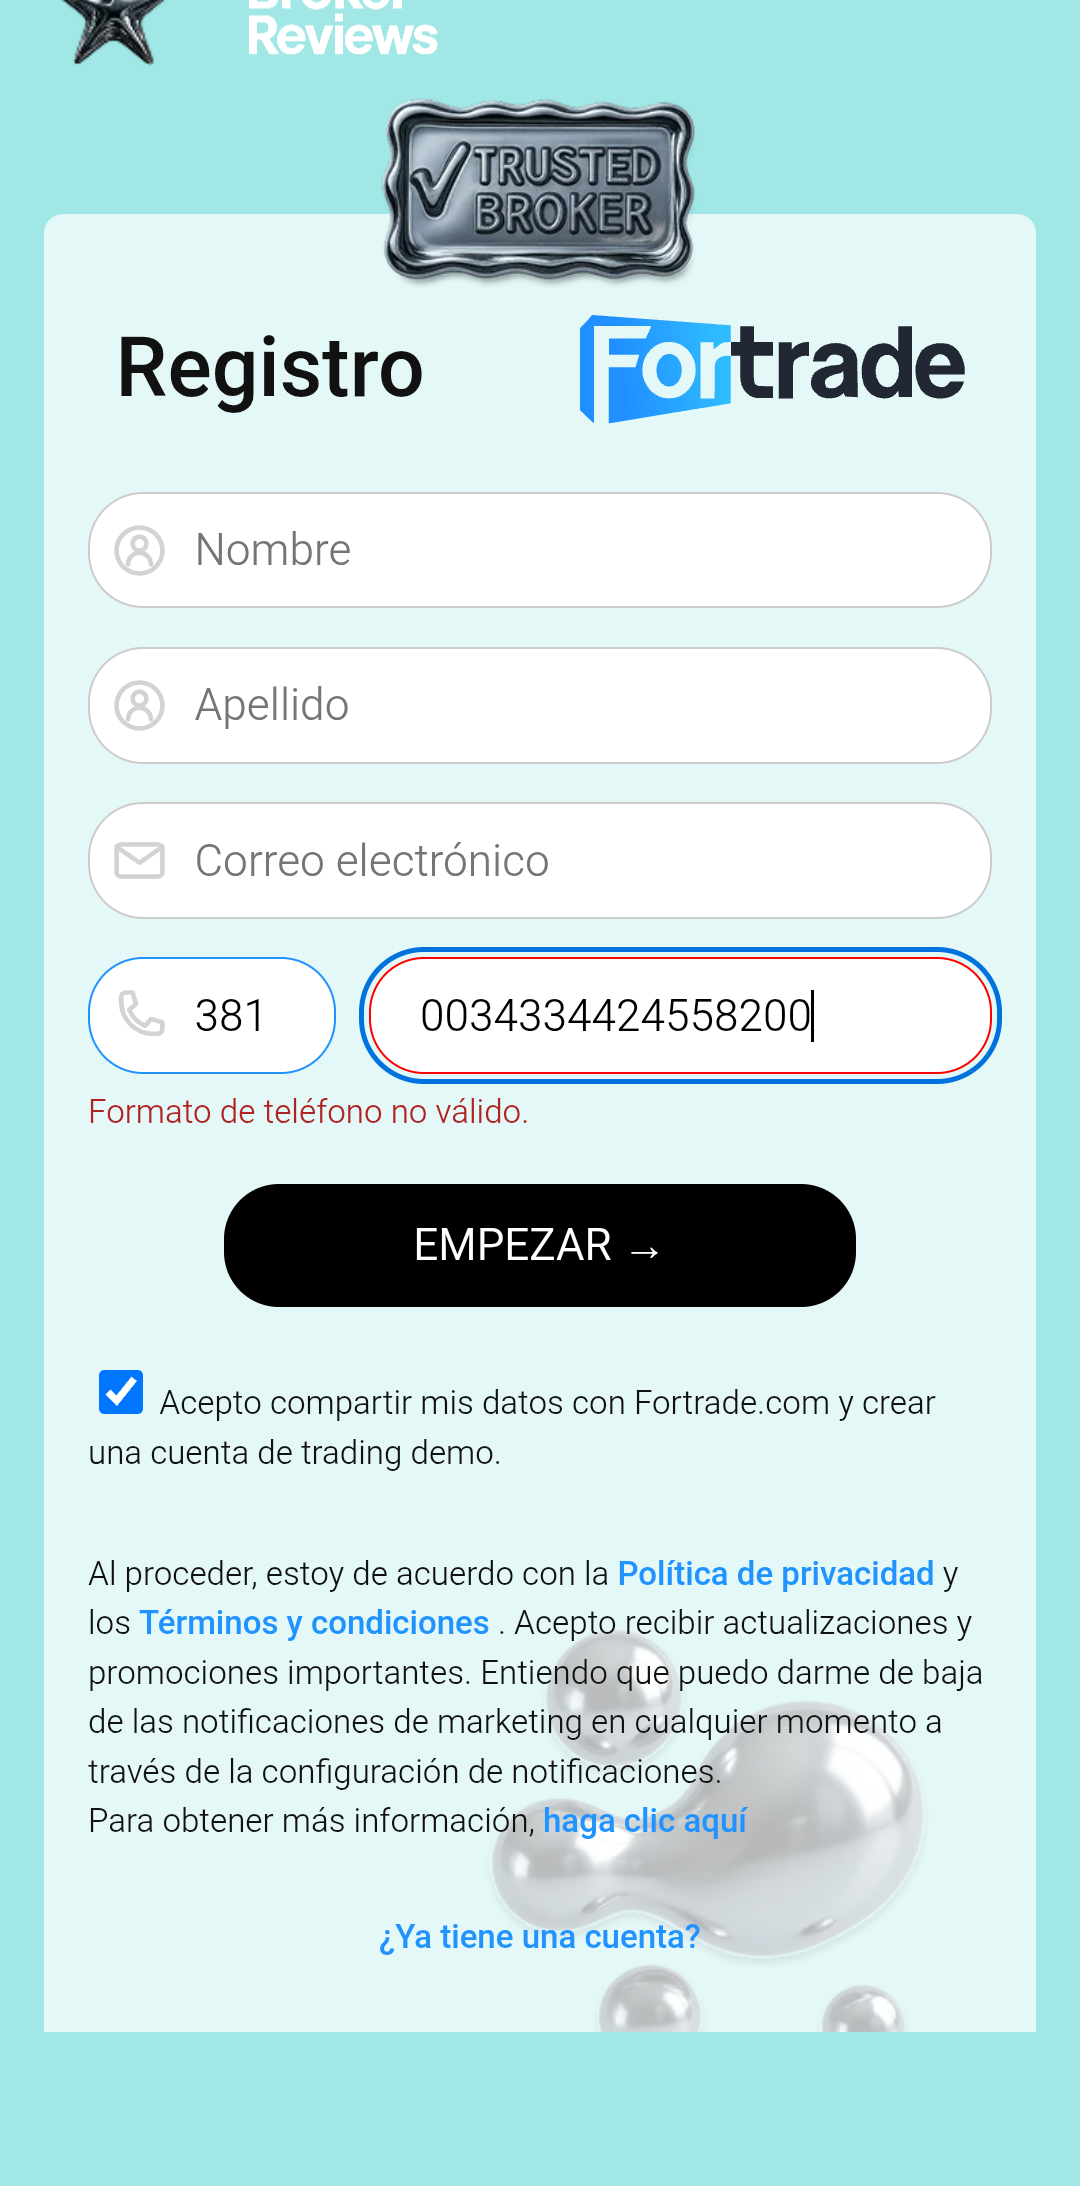 Broker
Reviews
TRUSTED
BROKER
Registro
Fortrade
Nombre
Apellido
Correo electrónico
381
0034334424558200
Formato de teléfono no válido.
EMPEZAR →
Acepto compartir mis datos con Fortrade.com y crear
una cuenta de trading demo.
Al proceder, estoy de acuerdo con la Política de privacidad y
los Términos y condiciones . Acepto recibir actualizaciones y
promociones importantes. Entiendo que puedo darme de baja
de las notificaciones de marketing en cualquier momento a
través de la configuración de notificaciones.
Para obtener más información, haga clic aquí
¿Ya tiene una cuenta?